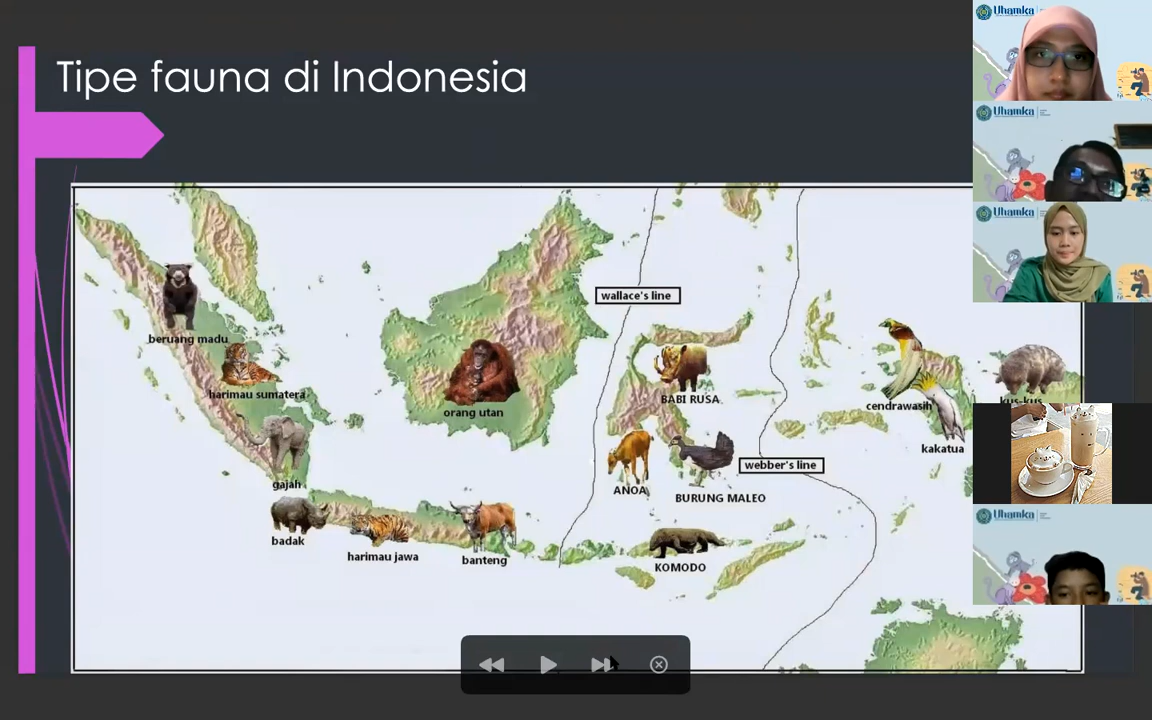 Tipe fauna di Indonesia
wallace's line
beruang madu
harimau sumatera
orang utan
BABI RUSA
cendrawasih
kus-kus
kakatua
gajah
ANOA
BURUNG MALEO
webber's line
badak
harimau jawa
banteng
KOMODO
Uhamka
Uhamka
Uhamka
Uhamka